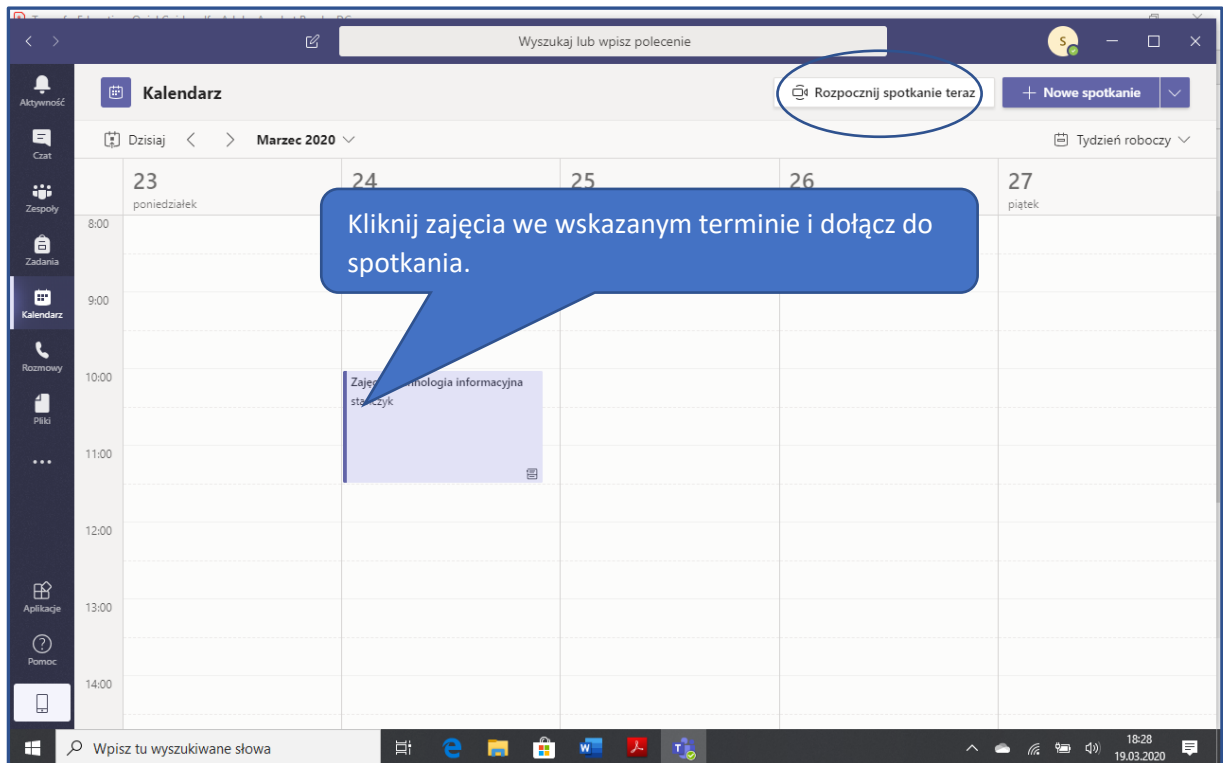 Wyszukaj lub wpisz polecenie
S
Aktywność
Czat
Zespoły
Zadania
Kalendarz
Rozmowy
Pliki
Aplikacje
Pomoc
Kalendarz
Rozpocznij spotkanie teraz
+ Nowe spotkanie
Dzisiaj
Marzec 2020
Tydzień roboczy
23
poniedziałek
24
25
26
27
piątek
Kliknij zajęcia we wskazanym terminie i dołącz do
spotkania.
8:00
9:00
10:00
informacyjna
11:00
12:00
13:00
14:00
Wpisz tu wyszukiwane słowa
18:28
19.03.2020